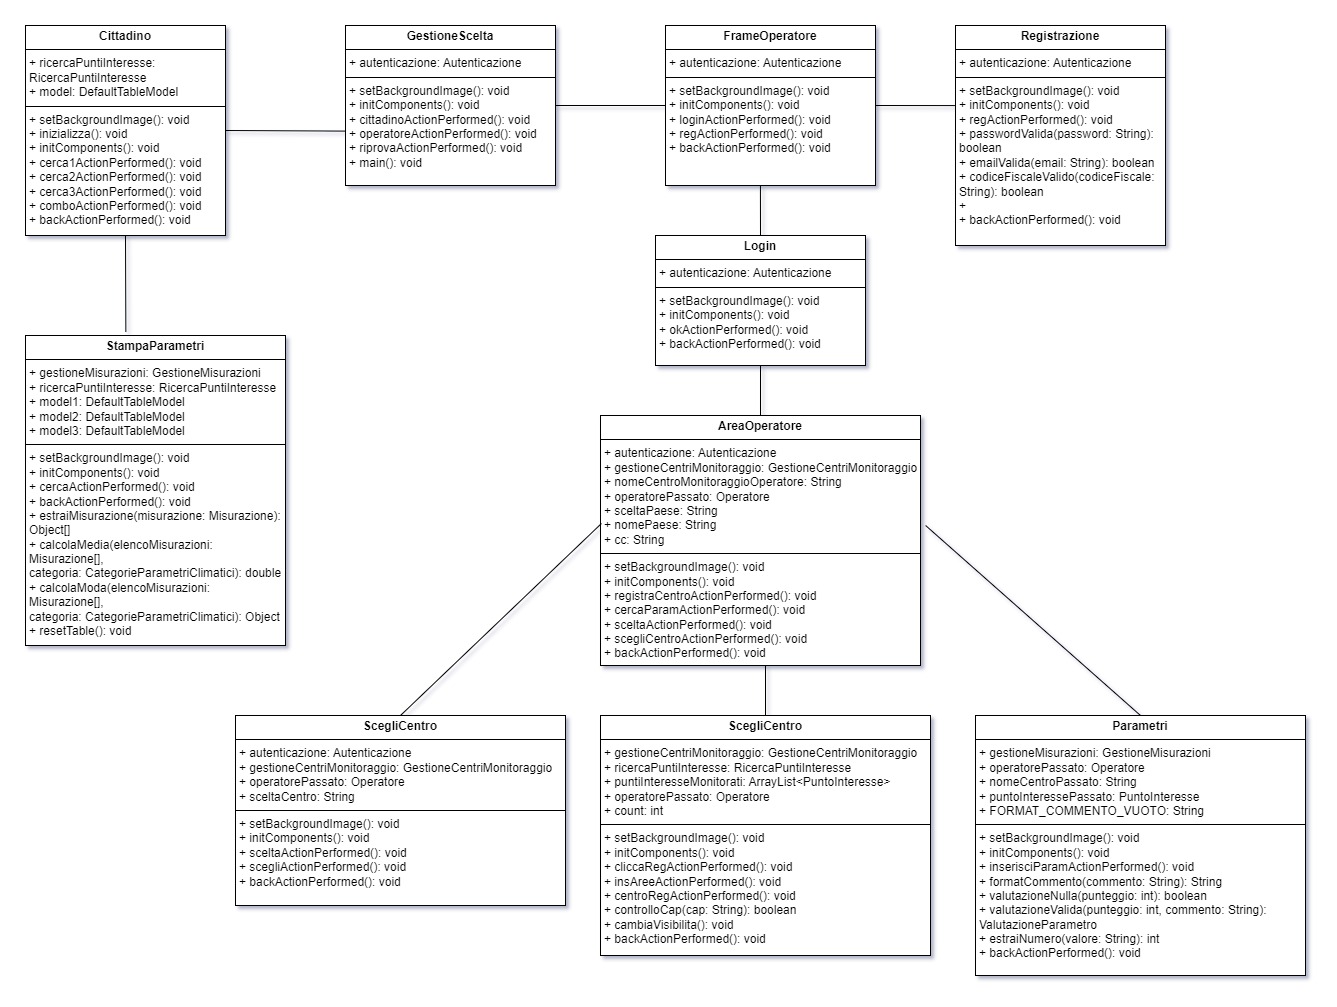 Cittadino
+ ricercaPuntiInteresse:
RicercaPuntiInteresse
+ model: DefaultTableModel
+ setBackgroundImage(): void
+ inizializza(): void
+ initComponents(): void
+ cerca1ActionPerformed(): void
+ cerca2ActionPerformed(): void
+ cerca3ActionPerformed(): void
+ comboActionPerformed(): void
+ backActionPerformed(): void
GestioneScelta
+ autenticazione: Autenticazione
+ setBackgroundImage(): void
+ initComponents(): void
+ cittadinoActionPerformed(): void
+ operatoreActionPerformed(): void
+ riprovaActionPerformed(): void
+ main(): void
FrameOperatore
+ autenticazione: Autenticazione
+ setBackgroundImage(): void
+ initComponents(): void
+ loginActionPerformed(): void
+ regActionPerformed(): void
+ backActionPerformed(): void
Registrazione
+ autenticazione: Autenticazione
+ setBackgroundImage(): void
+ initComponents(): void
+ regActionPerformed(): void
+ passwordValida(password: String):
boolean
+ emailValida(email: String): boolean
+ codiceFiscaleValido(codiceFiscale:
String): boolean
+
+ backActionPerformed(): void
Login
+ autenticazione: Autenticazione
+ setBackgroundImage(): void
+ initComponents(): void
+ okActionPerformed(): void
+ backActionPerformed(): void
StampaParametri
+ gestioneMisurazioni: GestioneMisurazioni
+ ricercaPuntiInteresse: RicercaPuntiInteresse
+ model1: DefaultTableModel
+ model2: DefaultTableModel
+ model3: DefaultTableModel
+ setBackgroundImage(): void
+ initComponents(): void
+ cercaActionPerformed(): void
+ backActionPerformed(): void
+ estraiMisurazione(misurazione: Misurazione):
Object[]
+ calcolaMedia(elencoMisurazioni:
Misurazione[],
categoria: CategorieParametriClimatici): double
+ calcolaModa(elencoMisurazioni:
Misurazione[],
categoria: CategorieParametriClimatici): Object
+ resetTable(): void
AreaOperatore
+ autenticazione: Autenticazione
+ gestioneCentriMonitoraggio: GestioneCentriMonitoraggio
+ nomeCentroMonitoraggioOperatore: String
+ operatorePassato: Operatore
+ sceltaPaese: String
+ nomePaese: String
+ cc: String
+ setBackgroundImage(): void
+ initComponents(): void
+ registraCentroActionPerformed(): void
+ cercaParamActionPerformed(): void
+ sceltaActionPerformed(): void
+ scegliCentroActionPerformed(): void
+ backActionPerformed(): void
ScegliCentro
+ autenticazione: Autenticazione
+ gestioneCentriMonitoraggio: GestioneCentriMonitoraggio
+ operatorePassato: Operatore
+ sceltaCentro: String
+ setBackgroundImage(): void
+ initComponents(): void
+ sceltaActionPerformed(): void
+ scegliActionPerformed(): void
+ backActionPerformed(): void
ScegliCentro
+ gestioneCentriMonitoraggio: GestioneCentriMonitoraggio
+ ricercaPuntiInteresse: RicercaPuntiInteresse
+ puntiInteresseMonitorati: ArrayList<PuntoInteresse>
+ operatorePassato: Operatore
+ count: int
+ setBackgroundImage(): void
+ initComponents(): void
+ cliccaRegActionPerformed(): void
+ insAreeActionPerformed(): void
+ centroRegActionPerformed(): void
+ controlloCap(cap: String): boolean
+ cambiaVisibilita(): void
+ backActionPerformed(): void
Parametri
+ gestioneMisurazioni: GestioneMisurazioni
+ operatorePassato: Operatore
+ nomeCentroPassato: String
+ puntoInteressePassato: PuntoInteresse
+ FORMAT_COMMENTO_VUOTO: String
+ setBackgroundImage(): void
+ initComponents(): void
+ inserisciParamActionPerformed(): void
+ formatCommento(commento: String): String
+ valutazioneNulla(punteggio: int): boolean
+ valutazioneValida(punteggio: int, commento: String):
ValutazioneParametro
+ estraiNumero(valore: String): int
+ backActionPerformed(): void